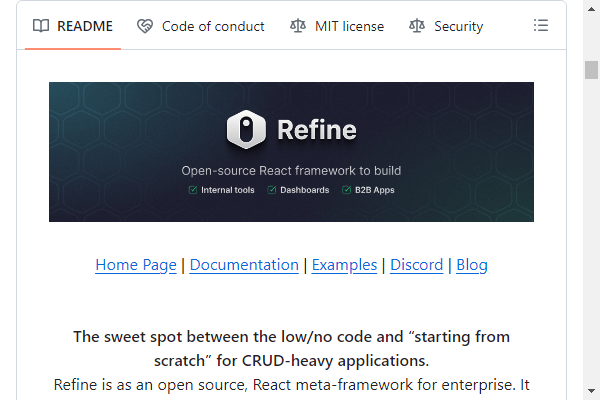 README Code of conduct MIT license Security
Refine
Open-source React framework to build
Internal tools Dashboards B2B Apps
Home Page | Documentation | Examples | Discord | Blog
The sweet spot between the low/no code and “starting from
scratch” for CRUD-heavy applications.
Refine is as an open source, React meta-framework for enterprise. It